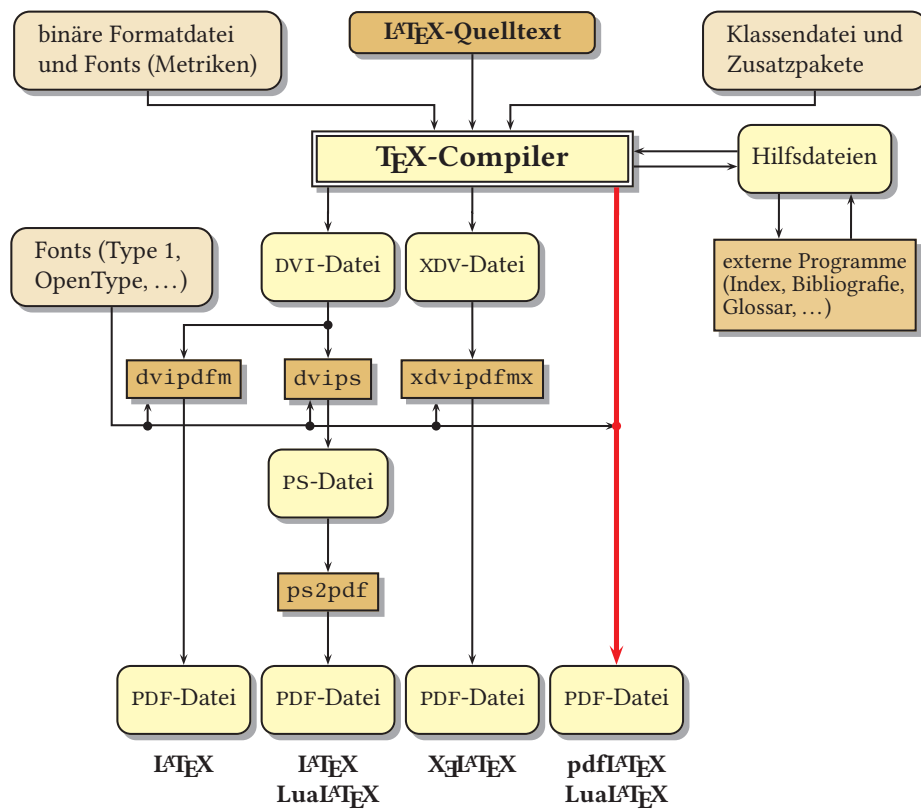 binäre Formatdatei
und Fonts (Metriken)
LATEX-Quelltext
Klassendatei und
Zusatzpakete
TEX-Compiler
Hilfsdateien
Fonts (Type 1,
OpenType, …)
DVI-Datei
XDV-Datei
externe Programme
(Index, Bibliografie,
Glossar, …)
dvipdfm
dvips
xdvipdfmx
PS-Datei
ps2pdf
PDF-Datei
PDF-Datei
PDF-Datei
PDF-Datei
LATEX
LATEX
LuaLATEX
XƎLATEX
pdfLATEX
LuaLATEX